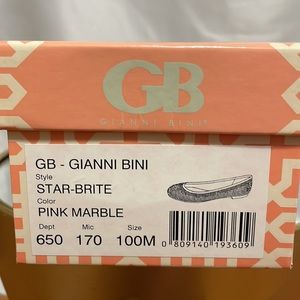 GB
GIANNI BINI®
GB - GIANNI BINI
Style
STAR-BRITE
Color
PINK MARBLE
Dept Mic Size
650 170 100M
0 809140 193609